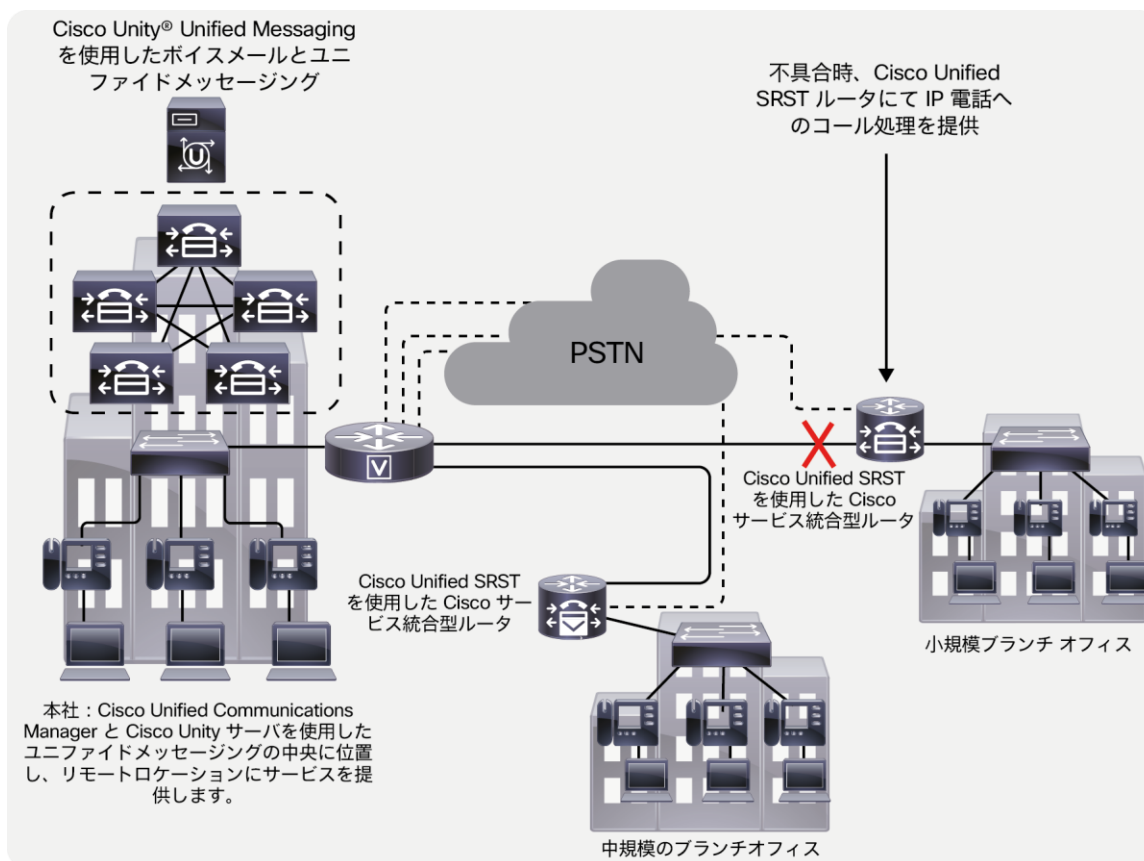 Cisco Unity® Unified Messaging
を使用したボイスメールとユニ
ファイドメッセージング
不具合時、Cisco Unified
SRST ルータにて IP 電話へ
のコール処理を提供
U
PSTN
V
Cisco Unified SRST
を使用した Cisco
サービス統合型ルータ
Cisco Unified SRST
を使用した Cisco サー
ビス統合型ルータ
小規模ブランチ オフィス
本社：Cisco Unified Communications
Manager と Cisco Unity サーバを使用した
ユニファイドメッセージングの中央に位置
し、リモートロケーションにサービスを提
供します。
中規模のブランチオフィス